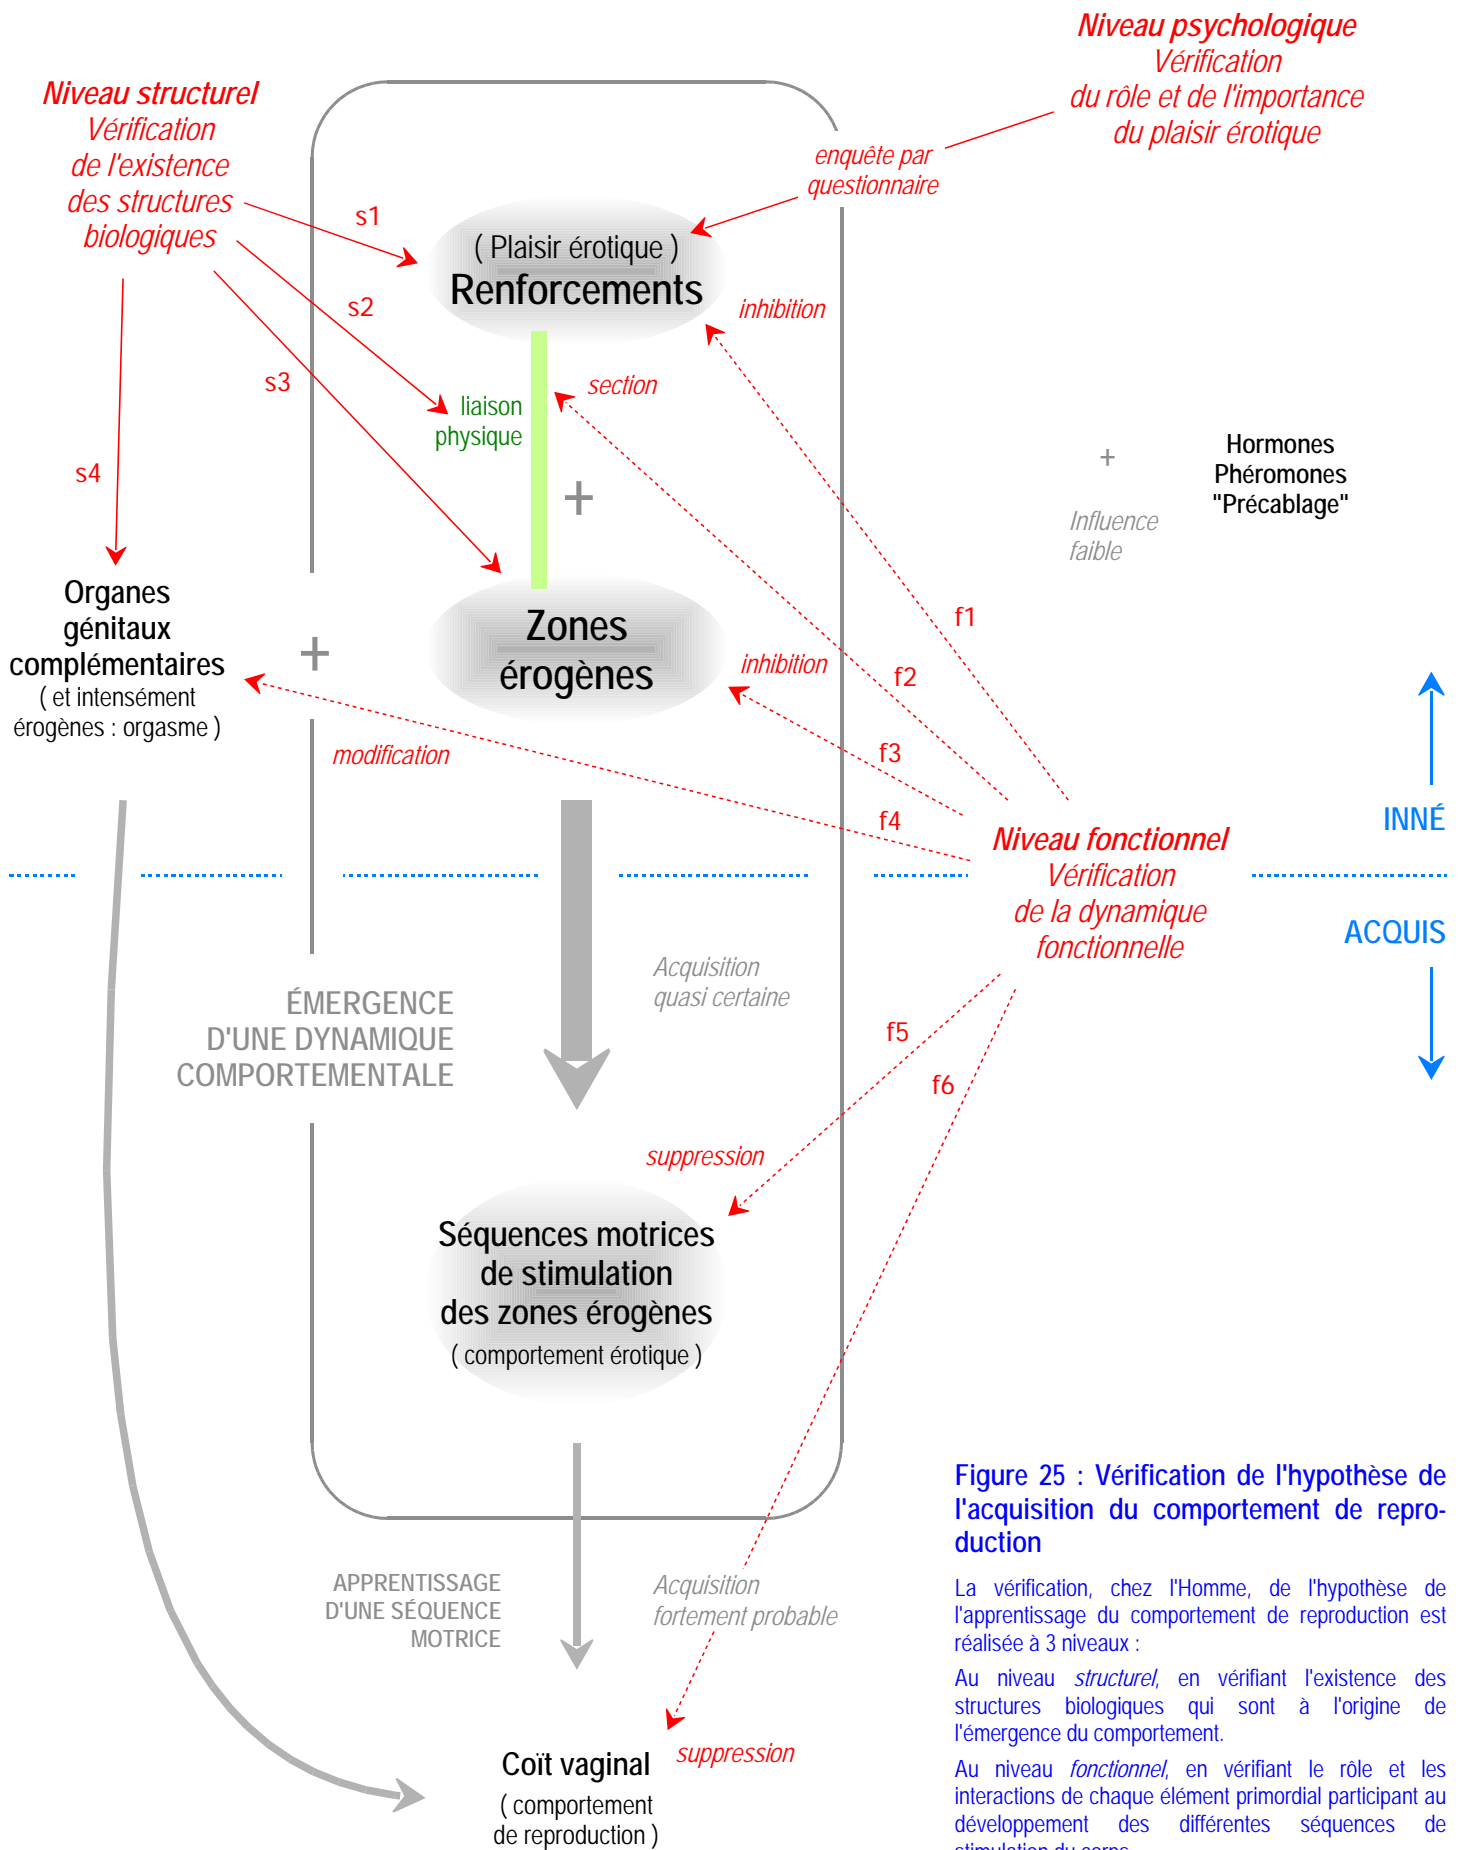 Niveau psychologique
Vérification
du rôle et de l'importance
du plaisir érotique
Niveau structurel
Vérification
de l'existence
des structures
biologiques
enquête par
questionnaire
s1
s2
s3
s4
( Plaisir érotique )
Renforcements
inhibition
section
liaison
physique
+
+
Influence
faible
Hormones
Phéromones
"Précablage"
Organes
génitaux
complémentaires
( et intensément
érogènes : orgasme )
+
Zones
érogènes
inhibition
modification
f1
f2
f3
f4
INNÉ
Niveau fonctionnel
Vérification
de la dynamique
fonctionnelle
ACQUIS
Acquisition
quasi certaine
ÉMERGENCE
D'UNE DYNAMIQUE
COMPORTEMENTALE
f5
f6
suppression
Séquences motrices
de stimulation
des zones érogènes
( comportement érotique )
APPRENTISSAGE
D'UNE SÉQUENCE
MOTRICE
Acquisition
fortement probable
Coït vaginal
( comportement
de reproduction )
suppression
Figure 25 : Vérification de l'hypothèse de
l'acquisition du comportement de repro-
duction
La vérification, chez l'Homme, de l'hypothèse de
l'apprentissage du comportement de reproduction est
réalisée à 3 niveaux :
Au niveau structurel, en vérifiant l'existence des
structures biologiques qui sont à l'origine de
l'émergence du comportement.
Au niveau fonctionnel, en vérifiant le rôle et les
interactions de chaque élément primordial participant au
développement des différentes séquences de